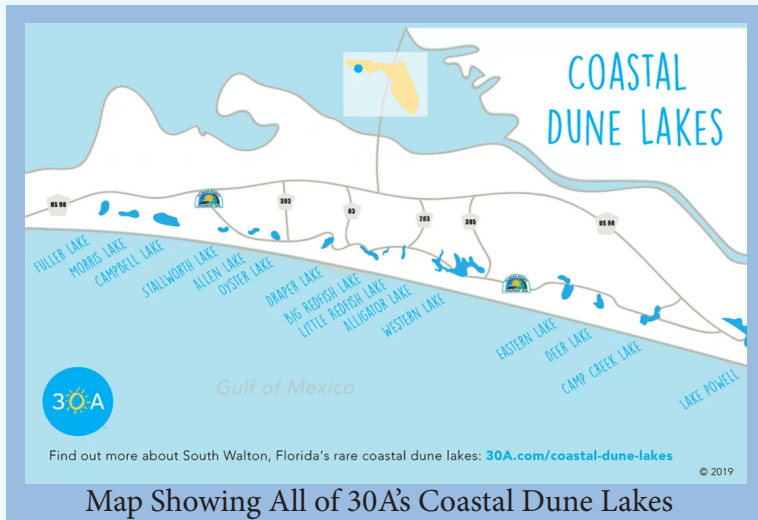 COASTAL
DUNE LAKES
US 98
393
83
283
395
US 98
FULLER LAKE
MORRIS LAKE
CAMPBELL LAKE
STALLWORTH LAKE
ALLEN LAKE
OYSTER LAKE
DRAPER LAKE
BIG REDFISH LAKE
LITTLE REDFISH LAKE
ALLIGATOR LAKE
WESTERN LAKE
EASTERN LAKE
DEER LAKE
CAMP CREEK LAKE
LAKE POWELL
Gulf of Mexico
30A
Find out more about South Walton, Florida's rare coastal dune lakes: 30A.com/coastal-dune-lakes
© 2019
Map Showing All of 30A's Coastal Dune Lakes